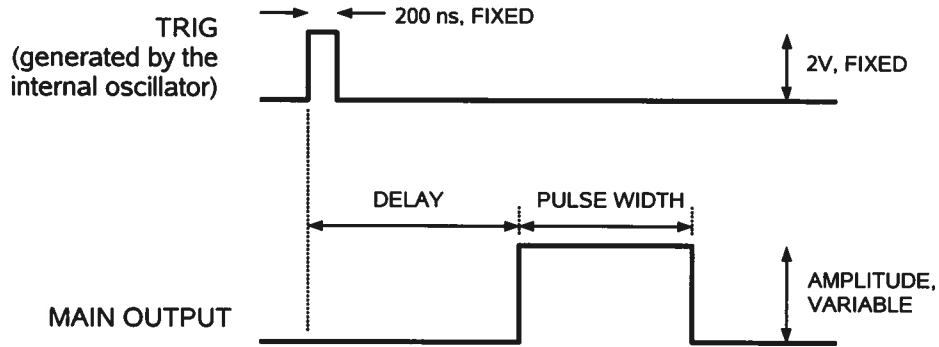 TRIG
(generated by the
internal oscillator)
200 ns, FIXED
2V, FIXED
DELAY
PULSE WIDTH
MAIN OUTPUT
AMPLITUDE,
VARIABLE